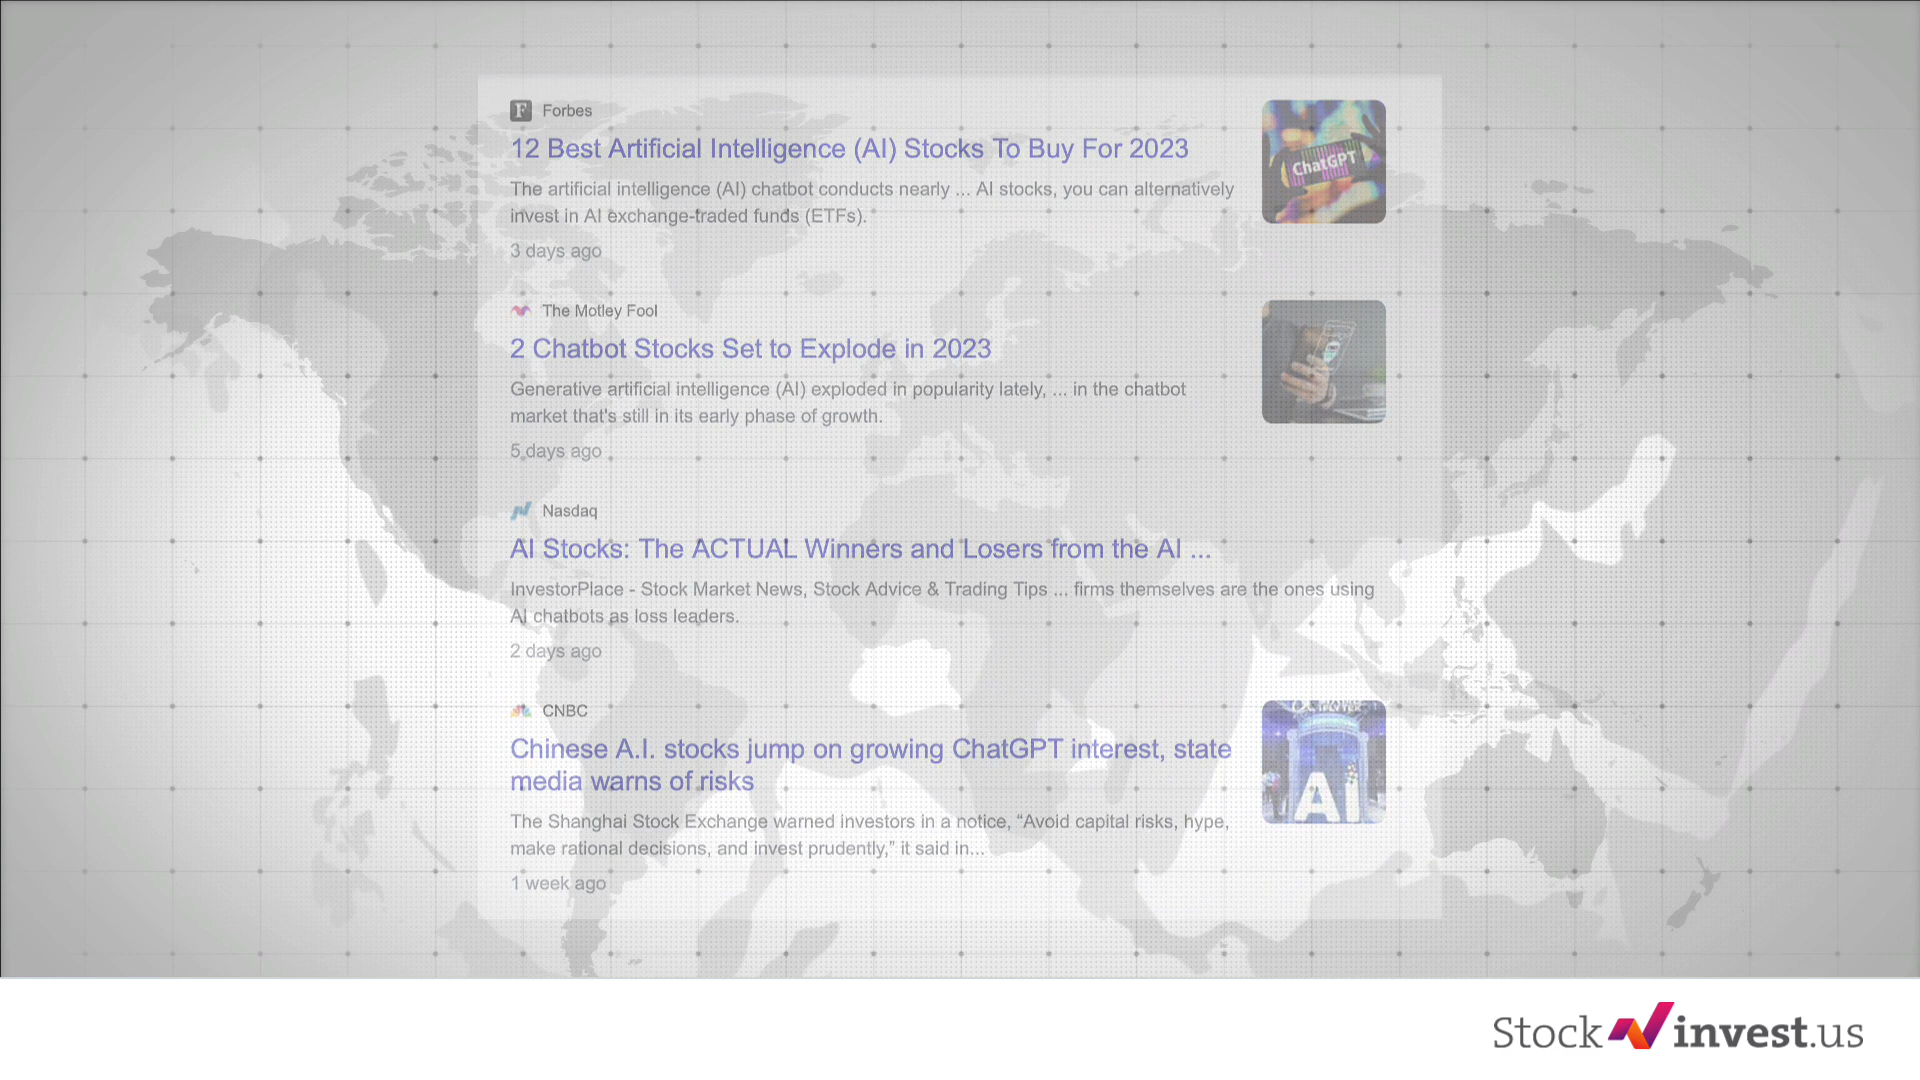 Forbes
12 Best Artificial Intelligence (AI) Stocks To Buy For 2023
The artificial intelligence (AI) chatbot conducts nearly ... AI stocks, you can alternatively
invest in AI exchange-traded funds (ETFs).
3 days ago
ChatGPT
The Motley Fool
2 Chatbot Stocks Set to Explode in 2023
Generative artificial intelligence (AI) exploded in popularity lately, ... in the chatbot
market that's still in its early phase of growth.
5 days ago
Nasdaq
AI Stocks: The ACTUAL Winners and Losers from the AI ...
InvestorPlace - Stock Market News, Stock Advice & Trading Tips ... firms themselves are the ones using
AI chatbots as loss leaders.
2 days ago
CNBC
Chinese A.I. stocks jump on growing ChatGPT interest, state
media warns of risks
The Shanghai Stock Exchange warned investors in a notice, “Avoid capital risks, hype,
make rational decisions, and invest prudently,” it said in...
1 week ago
AI
Stock invest.us